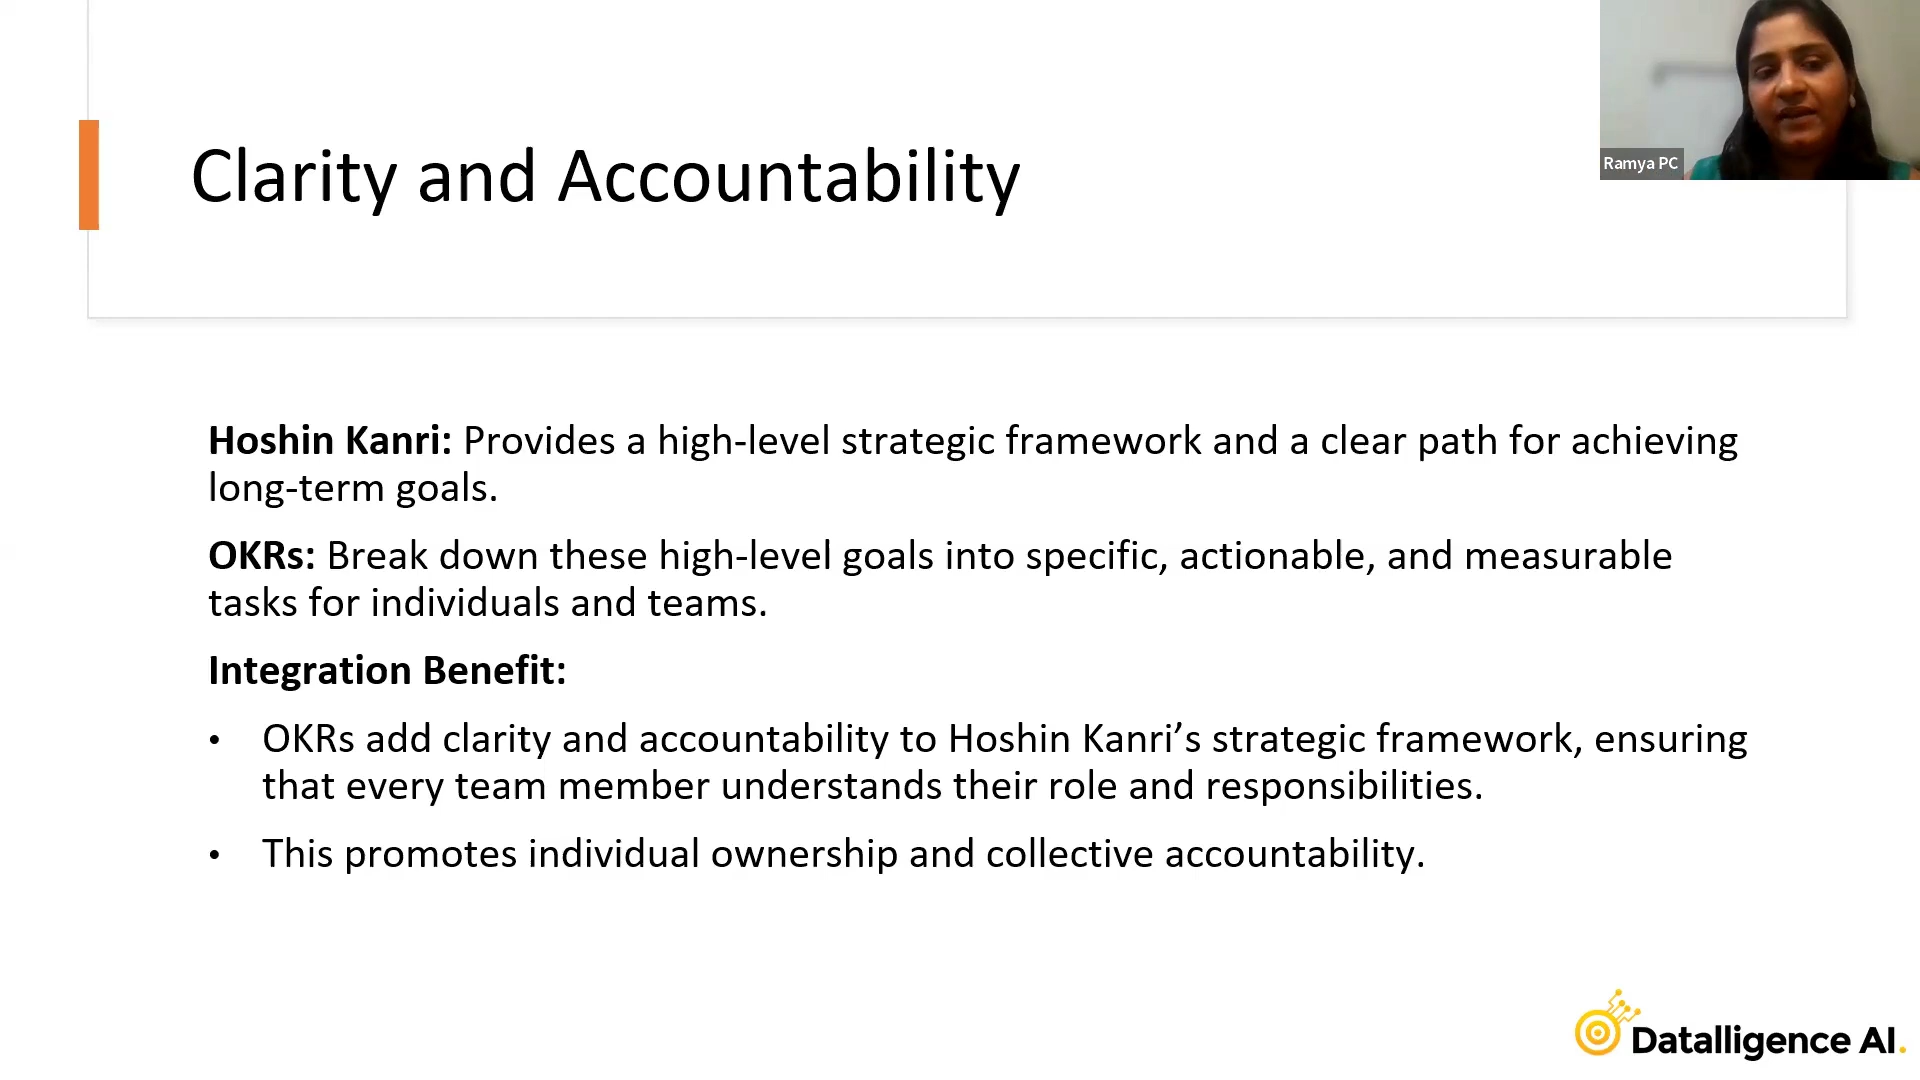 Ramya PC
Clarity and Accountability
Hoshin Kanri: Provides a high-level strategic framework and a clear path for achieving
long-term goals.
OKRs: Break down these high-level goals into specific, actionable, and measurable
tasks for individuals and teams.
Integration Benefit:
• OKRs add clarity and accountability to Hoshin Kanri’s strategic framework, ensuring
that every team member understands their role and responsibilities.
• This promotes individual ownership and collective accountability.
Datalligence AI.